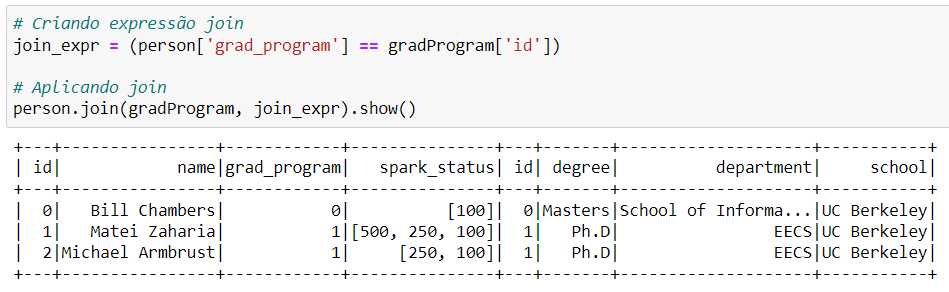 # Criando expressão join
join_expr = (person['grad_program'] == gradProgram['id'])
# Aplicando join
person.join(gradProgram, join_expr).show()
+---+----------------+------------+---------------+---+-------+--------------------+-----------+
| id|            name|grad_program|   spark_status| id| degree|          department|     school|
+---+----------------+------------+---------------+---+-------+--------------------+-----------+
|  0|   Bill Chambers|           0|          [100]|  0|Masters|School of Informa...|UC Berkeley|
|  1|   Matei Zaharia|           1|[500, 250, 100]|  1|  Ph.D|                EECS|UC Berkeley|
|  2|Michael Armbrust|           1|     [250, 100]|  1|  Ph.D|                EECS|UC Berkeley|
+---+----------------+------------+---------------+---+-------+--------------------+-----------+